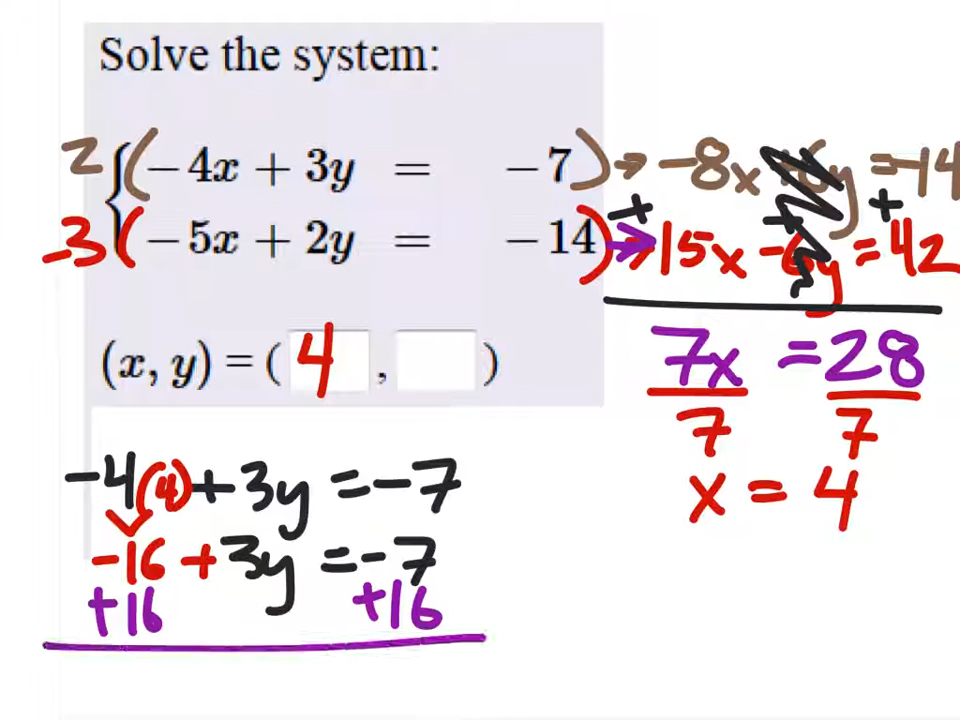 Solve the system:
2 ( −4x + 3y = −7 ) → −8x +6y = −14
−3 ( −5x + 2y = −14 ) → 15x −6y = 42
+ + +
7x = 28
7 7
x = 4
(x, y) = ( 4 , )
−4(4) + 3y = −7
−16 + 3y = −7
+16 +16